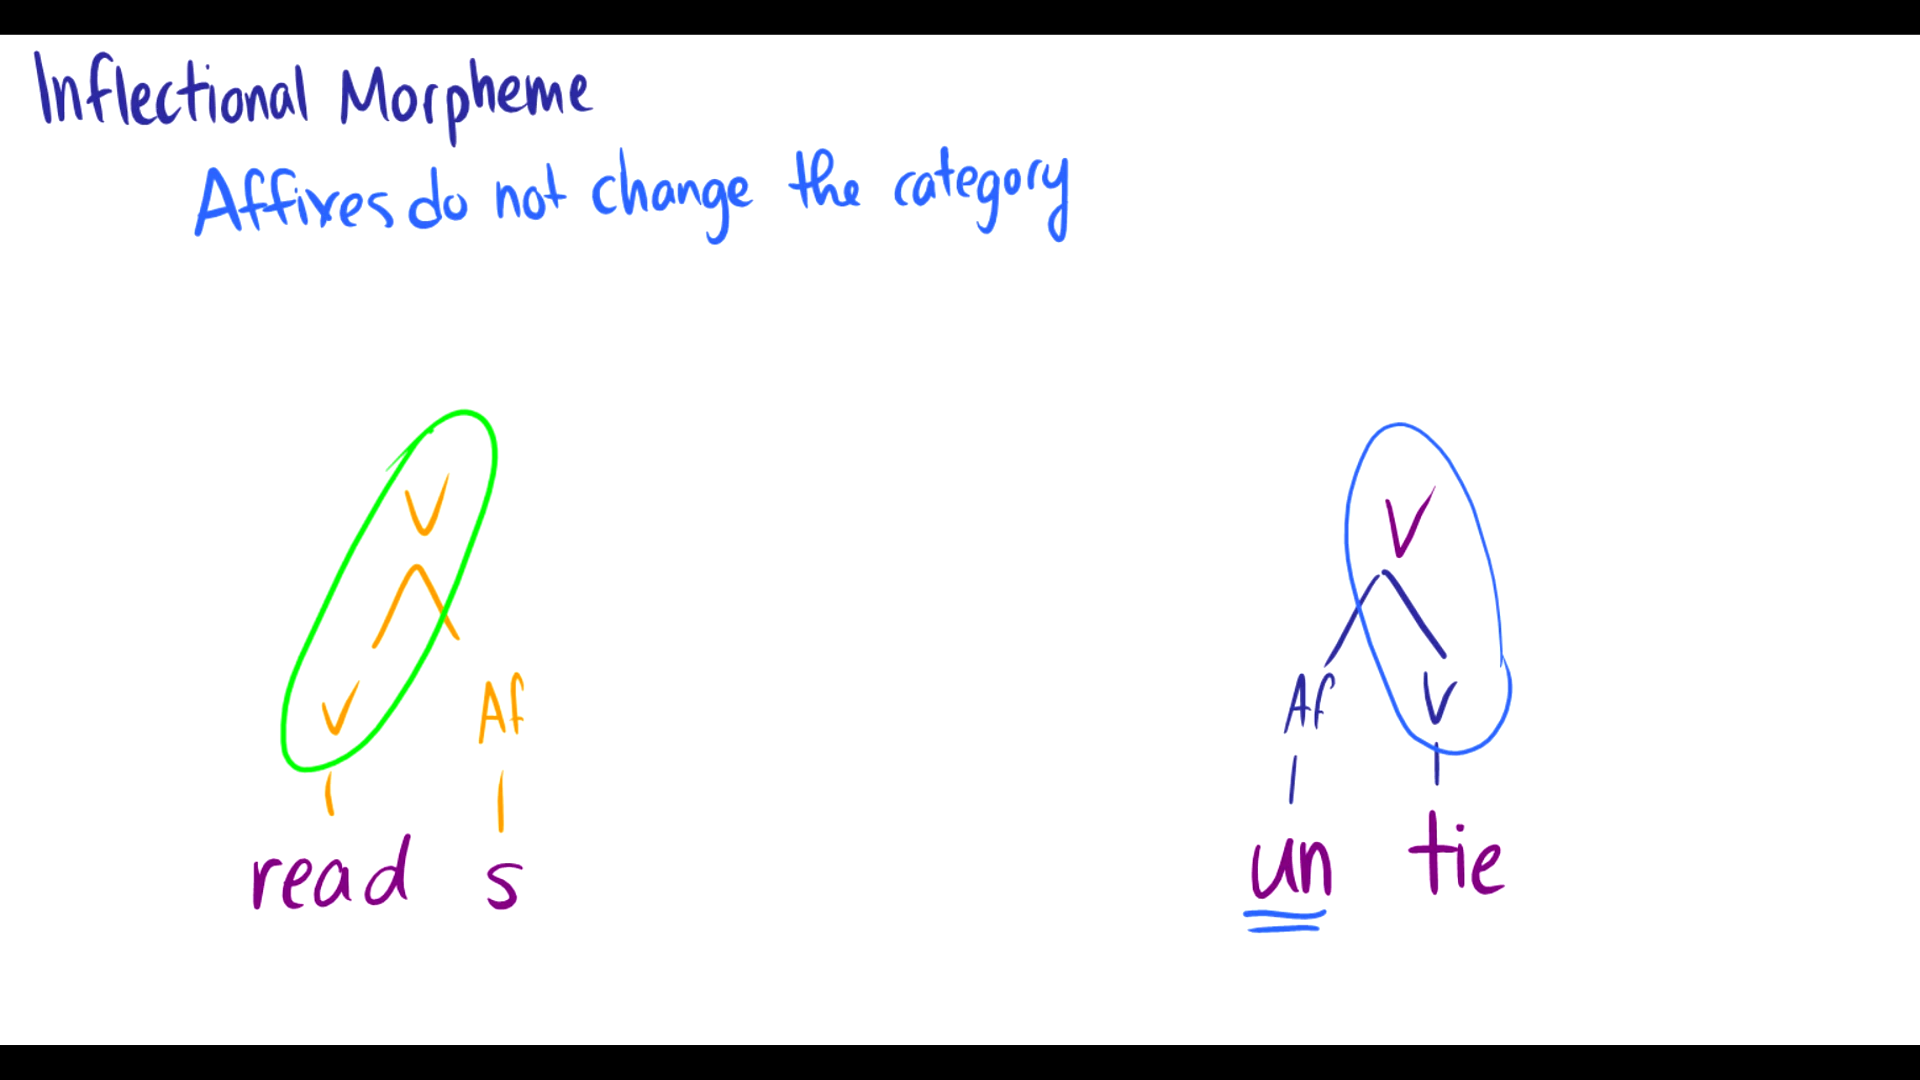 Inflectional Morpheme
Affixes do not change the category
V V
V Af Af V
read s un tie